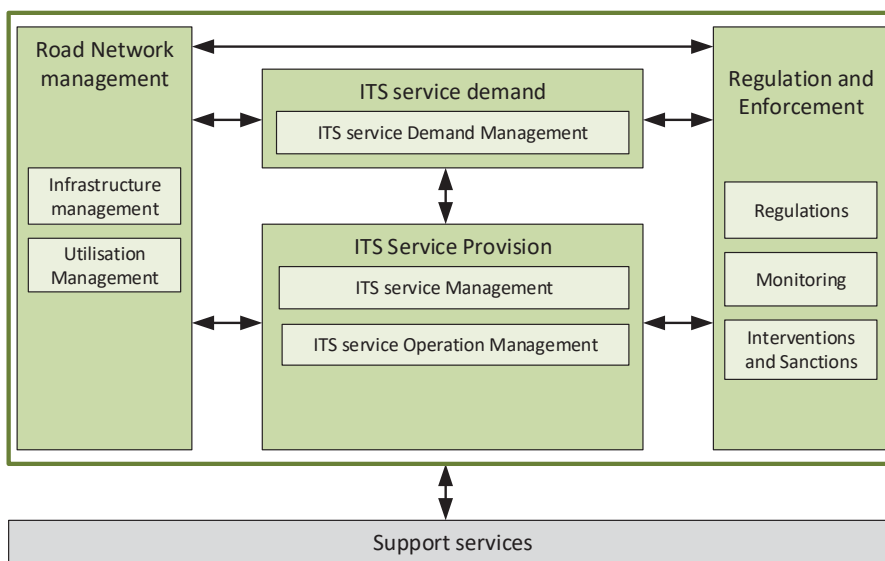 Road Network
management
Infrastructure
management
Utilisation
Management
ITS service demand
ITS service Demand Management
ITS Service Provision
ITS service Management
ITS service Operation Management
Regulation and
Enforcement
Regulations
Monitoring
Interventions
and Sanctions
Support services